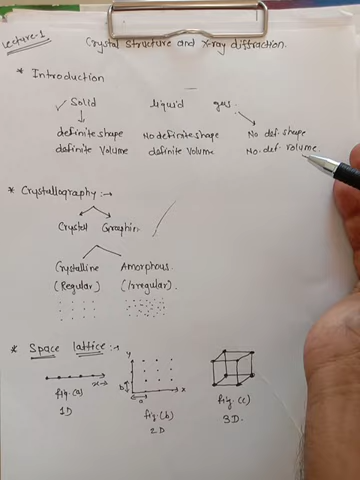 Lecture-1
Crystal Structure and X-ray diffraction.
* Introduction
✓ Solid liquid gas.
definite shape No definite shape No def. shape
definite Volume definite Volume No. def. volume.
* Crystallography :→
Crystal Graphien
Crystalline Amorphous.
(Regular) (Irregular).
* Space lattice :→
x→
fig.(a)
1D
y
b
a
x
fig.(b)
2D
fig.(c)
3D.